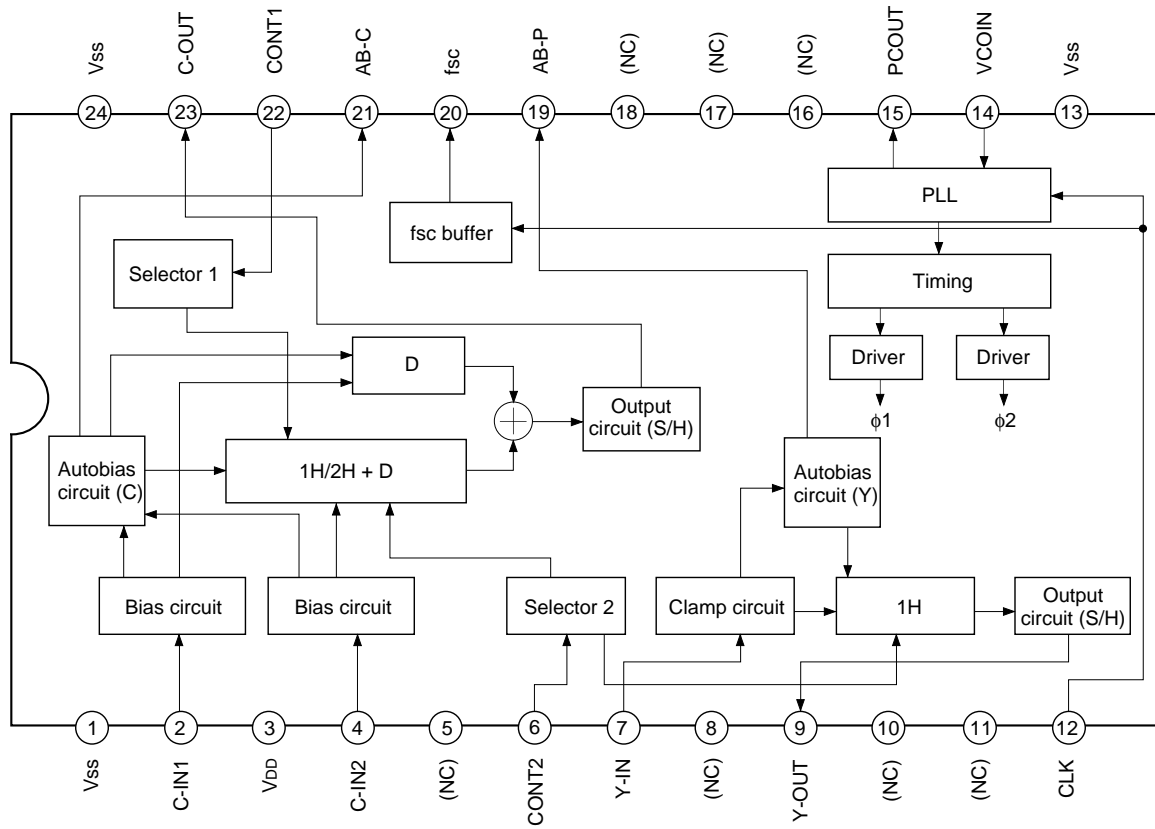 Vss C-OUT CONT1 AB-C fsc AB-P (NC) (NC) (NC) PCOUT VCOIN Vss
24 23 22 21 20 19 18 17 16 15 14 13
PLL
fsc buffer
Selector 1
Timing
D
Driver Driver
Output
circuit (S/H)
ϕ1 ϕ2
Autobias
circuit (C)
1H/2H + D
Autobias
circuit (Y)
Bias circuit
Bias circuit
Selector 2
Clamp circuit
1H
Output
circuit (S/H)
1 2 3 4 5 6 7 8 9 10 11 12
Vss C-IN1 VDD C-IN2 (NC) CONT2 Y-IN (NC) Y-OUT (NC) (NC) CLK